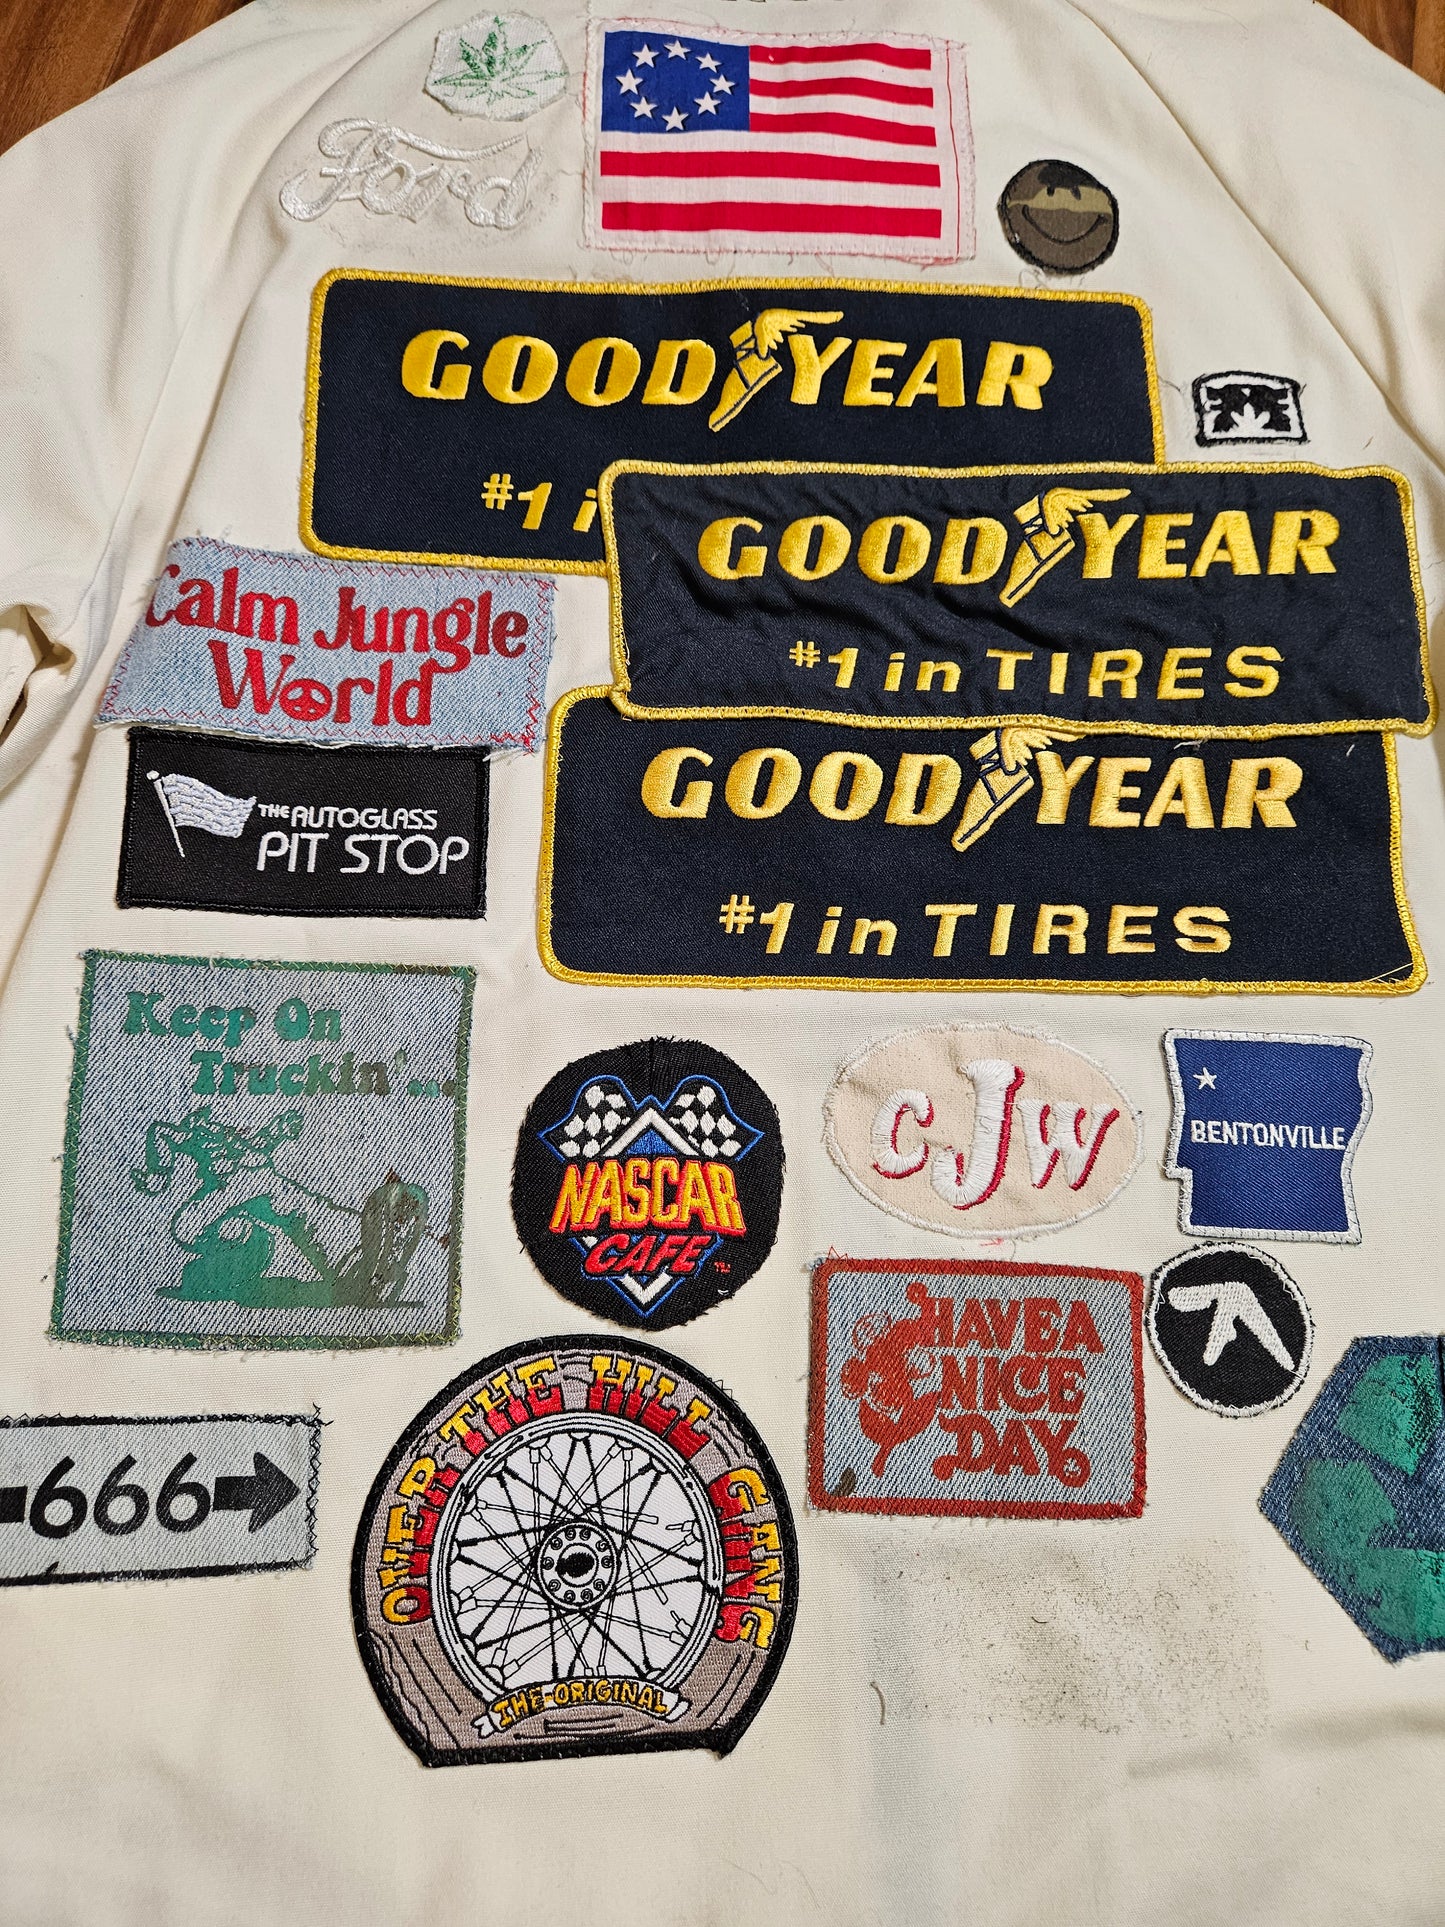 Ford
GOOD YEAR
#1 i
GOOD YEAR
#1 in TIRES
Calm Jungle
World
GOOD YEAR
#1 in TIRES
THE AUTOGLASS
PIT STOP
Keep On
Truckin'...
NASCAR
CAFE ™
CJW
BENTONVILLE
HAVE A
NICE
DAY
666
OVER THE HILL GANG
THE ORIGINAL